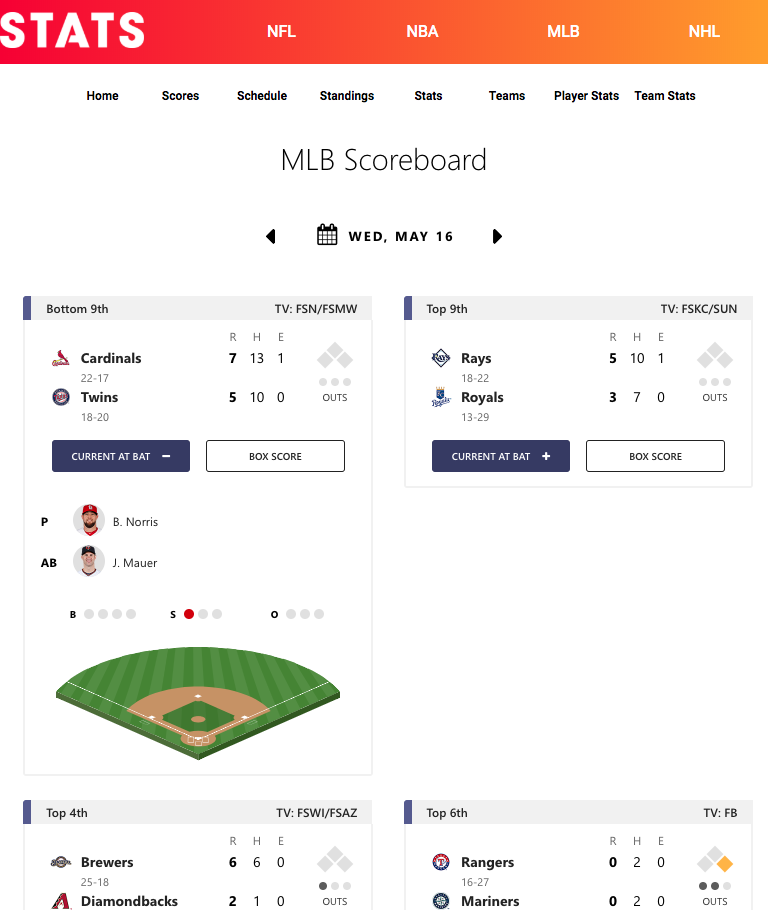 STATS NFL NBA MLB NHL
Home Scores Schedule Standings Stats Teams Player Stats Team Stats
MLB Scoreboard
WED, MAY 16
Bottom 9th TV: FSN/FSMW
R H E
Cardinals 7 13 1
22-17
Twins 5 10 0 OUTS
18-20
CURRENT AT BAT − BOX SCORE
P B. Norris
AB J. Mauer
B S O
Top 9th TV: FSKC/SUN
R H E
Rays 5 10 1
18-22
Royals 3 7 0 OUTS
13-29
CURRENT AT BAT + BOX SCORE
Top 4th TV: FSWI/FSAZ
R H E
Brewers 6 6 0
25-18
Diamondbacks 2 1 0 OUTS
Top 6th TV: FB
R H E
Rangers 0 2 0
16-27
Mariners 0 2 0 OUTS